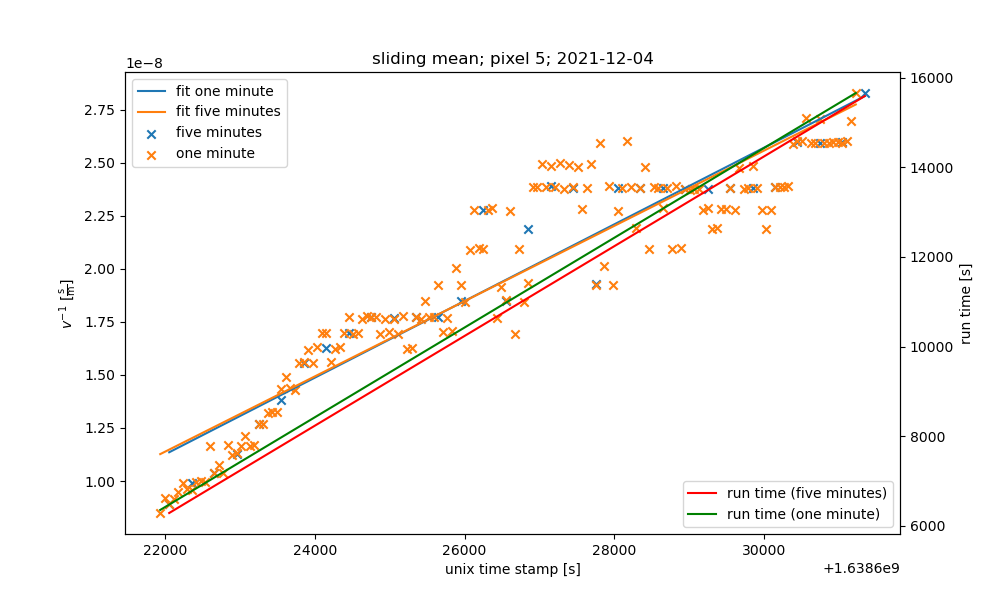 sliding mean; pixel 5; 2021-12-04
1e−8
fit one minute
fit five minutes
five minutes
one minute
2.75
2.50
2.25
2.00
1.75
1.50
1.25
1.00
v⁻¹ [s/m]
16000
14000
12000
10000
8000
6000
run time [s]
run time (five minutes)
run time (one minute)
22000 24000 26000 28000 30000
unix time stamp [s]
+1.6386e9